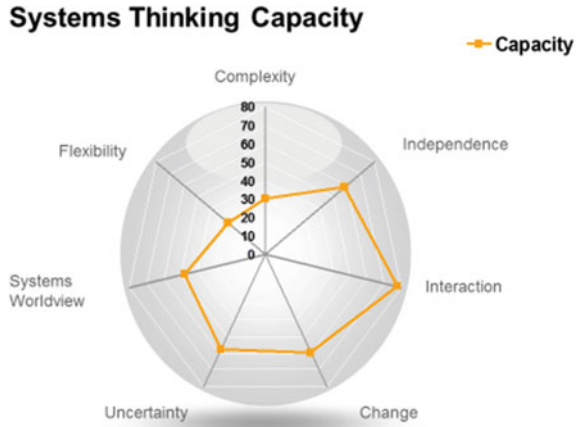 Systems Thinking Capacity
Capacity
Complexity
80
70
60
50
40
30
20
10
0
Independence
Flexibility
Interaction
Systems
Worldview
Uncertainty
Change